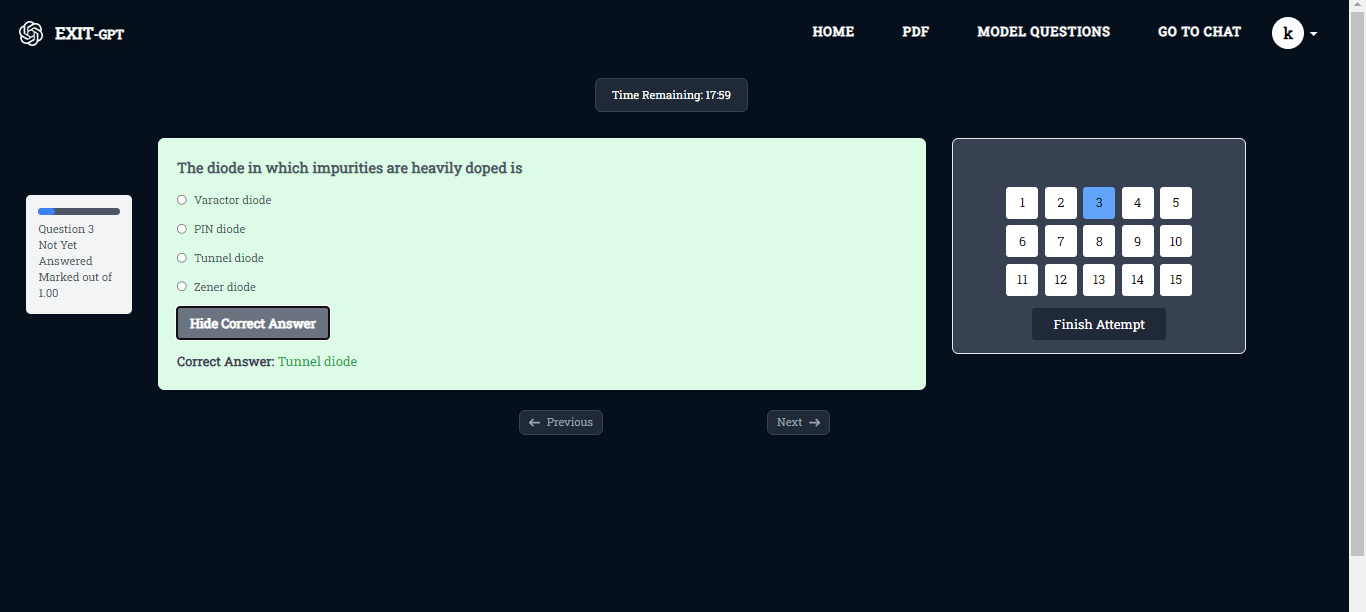 EXIT-GPT
HOME
PDF
MODEL QUESTIONS
GO TO CHAT
k
Time Remaining: 17:59
Question 3
Not Yet
Answered
Marked out of
1.00
The diode in which impurities are heavily doped is
Varactor diode
PIN diode
Tunnel diode
Zener diode
Hide Correct Answer
Correct Answer: Tunnel diode
1 2 3 4 5
6 7 8 9 10
11 12 13 14 15
Finish Attempt
← Previous
Next →